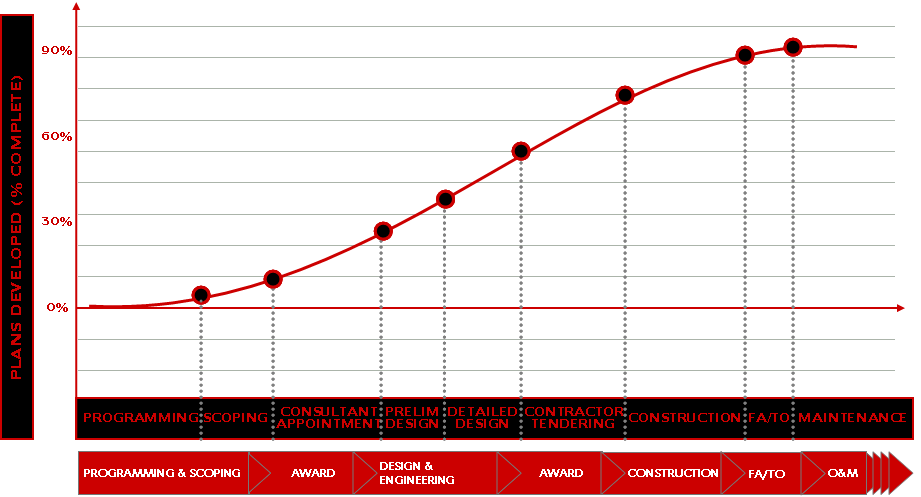 PLANS DEVELOPED (% COMPLETE)
90%
60%
30%
0%
PROGRAMMING
SCOPING
CONSULTANT
APPOINTMENT
PRELIM
DESIGN
DETAILED
DESIGN
CONTRACTOR
TENDERING
CONSTRUCTION
FA/TO
MAINTENANCE
PROGRAMMING & SCOPING
AWARD
DESIGN &
ENGINEERING
AWARD
CONSTRUCTION
FA/TO
O&M